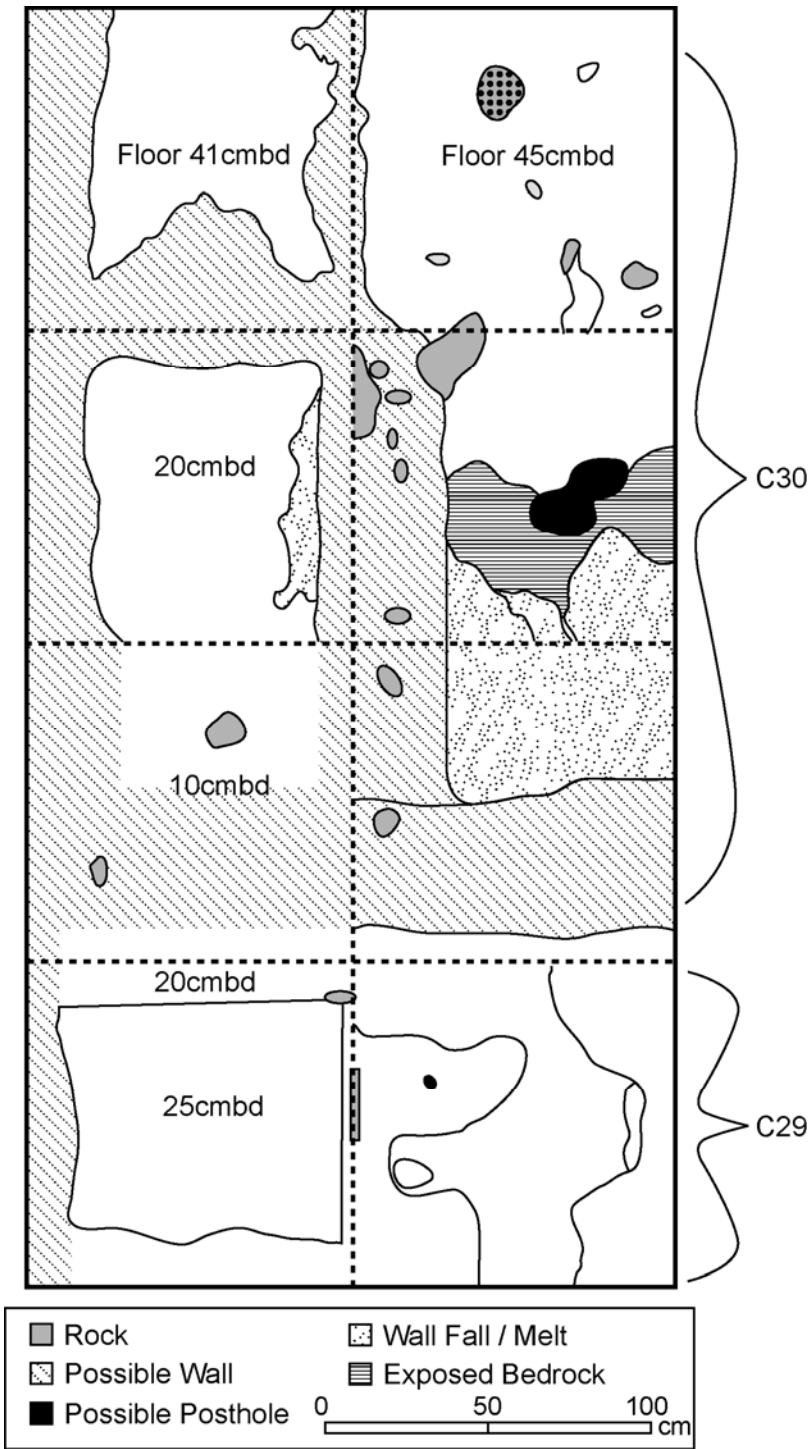 Floor 41cmbd
Floor 45cmbd
20cmbd
C30
10cmbd
20cmbd
25cmbd
C29
Rock
Wall Fall / Melt
Possible Wall
Exposed Bedrock
Possible Posthole
0 50 100
cm